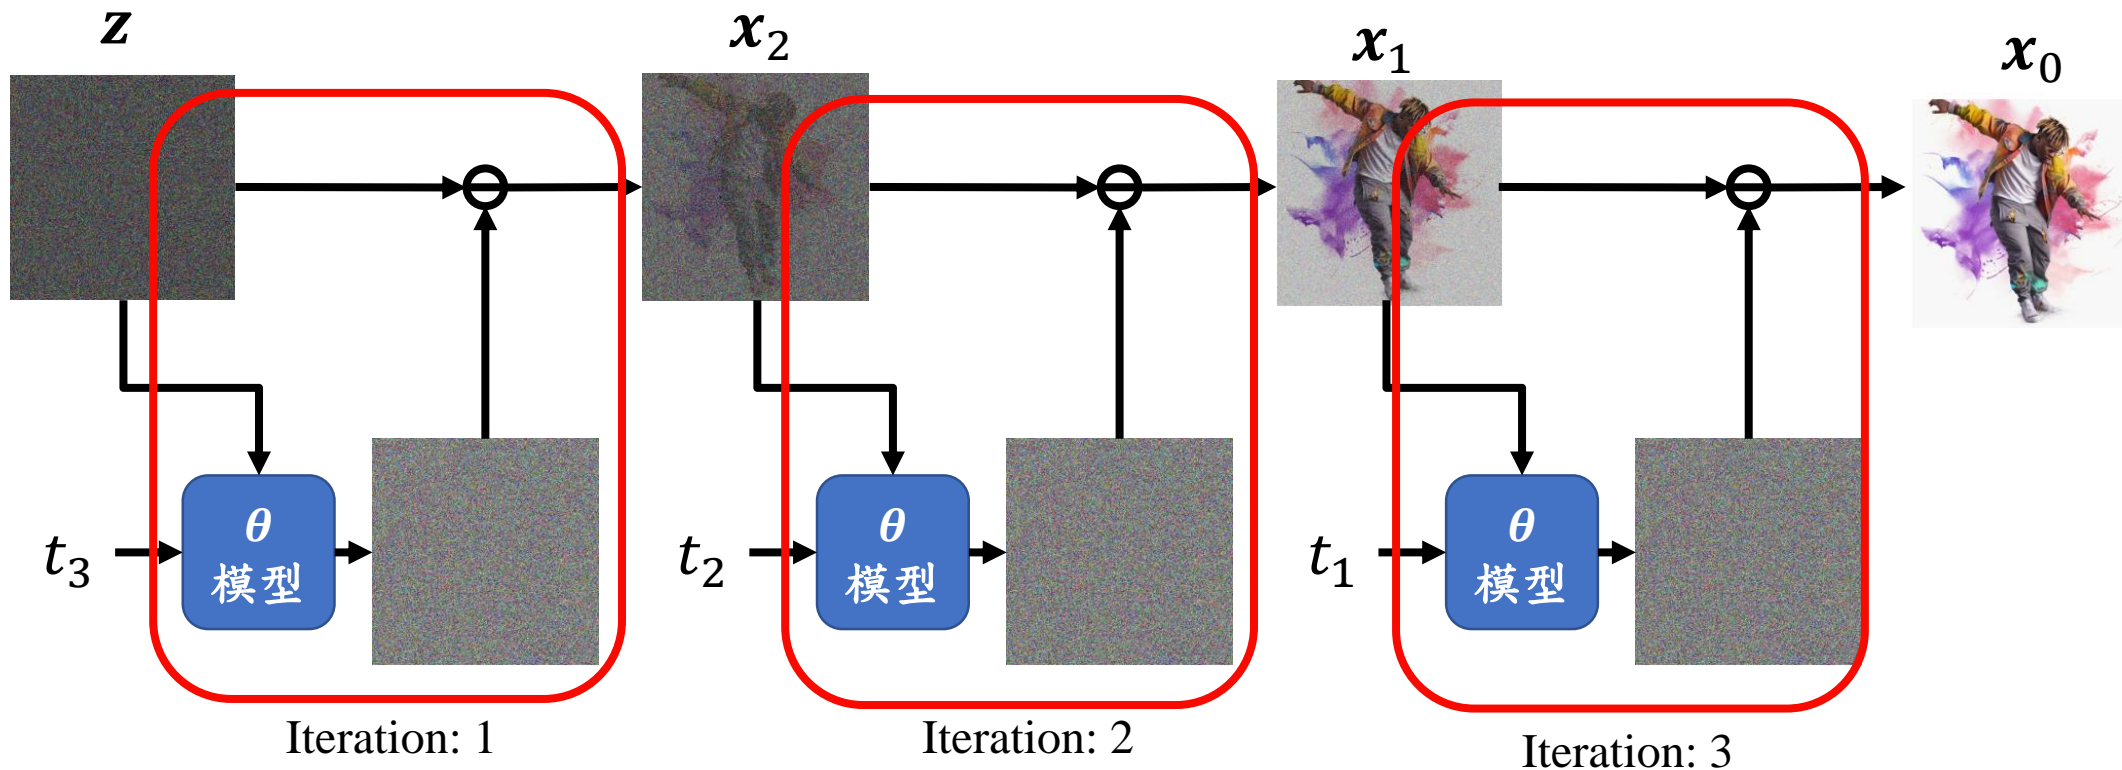 z
x₂
x₁
x₀
t₃
θ
模型
t₂
θ
模型
t₁
θ
模型
Iteration: 1
Iteration: 2
Iteration: 3